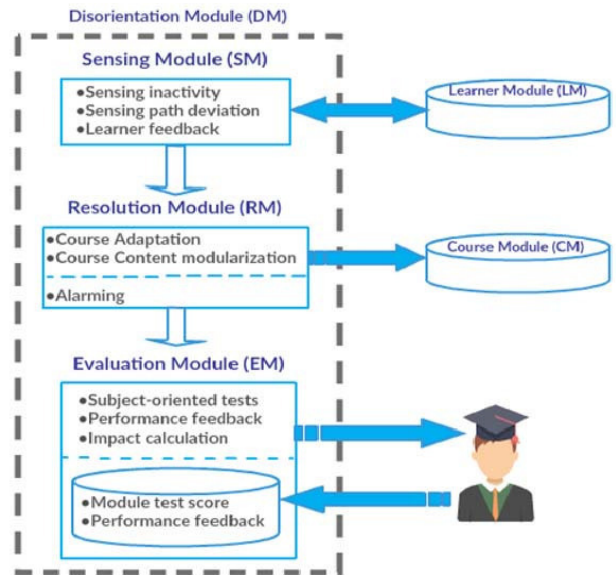 Disorientation Module (DM)
Sensing Module (SM)
•Sensing inactivity
•Sensing path deviation
•Learner feedback
Learner Module (LM)
Resolution Module (RM)
•Course Adaptation
•Course Content modularization
•Alarming
Course Module (CM)
Evaluation Module (EM)
•Subject-oriented tests
•Performance feedback
•Impact calculation
•Module test score
•Performance feedback